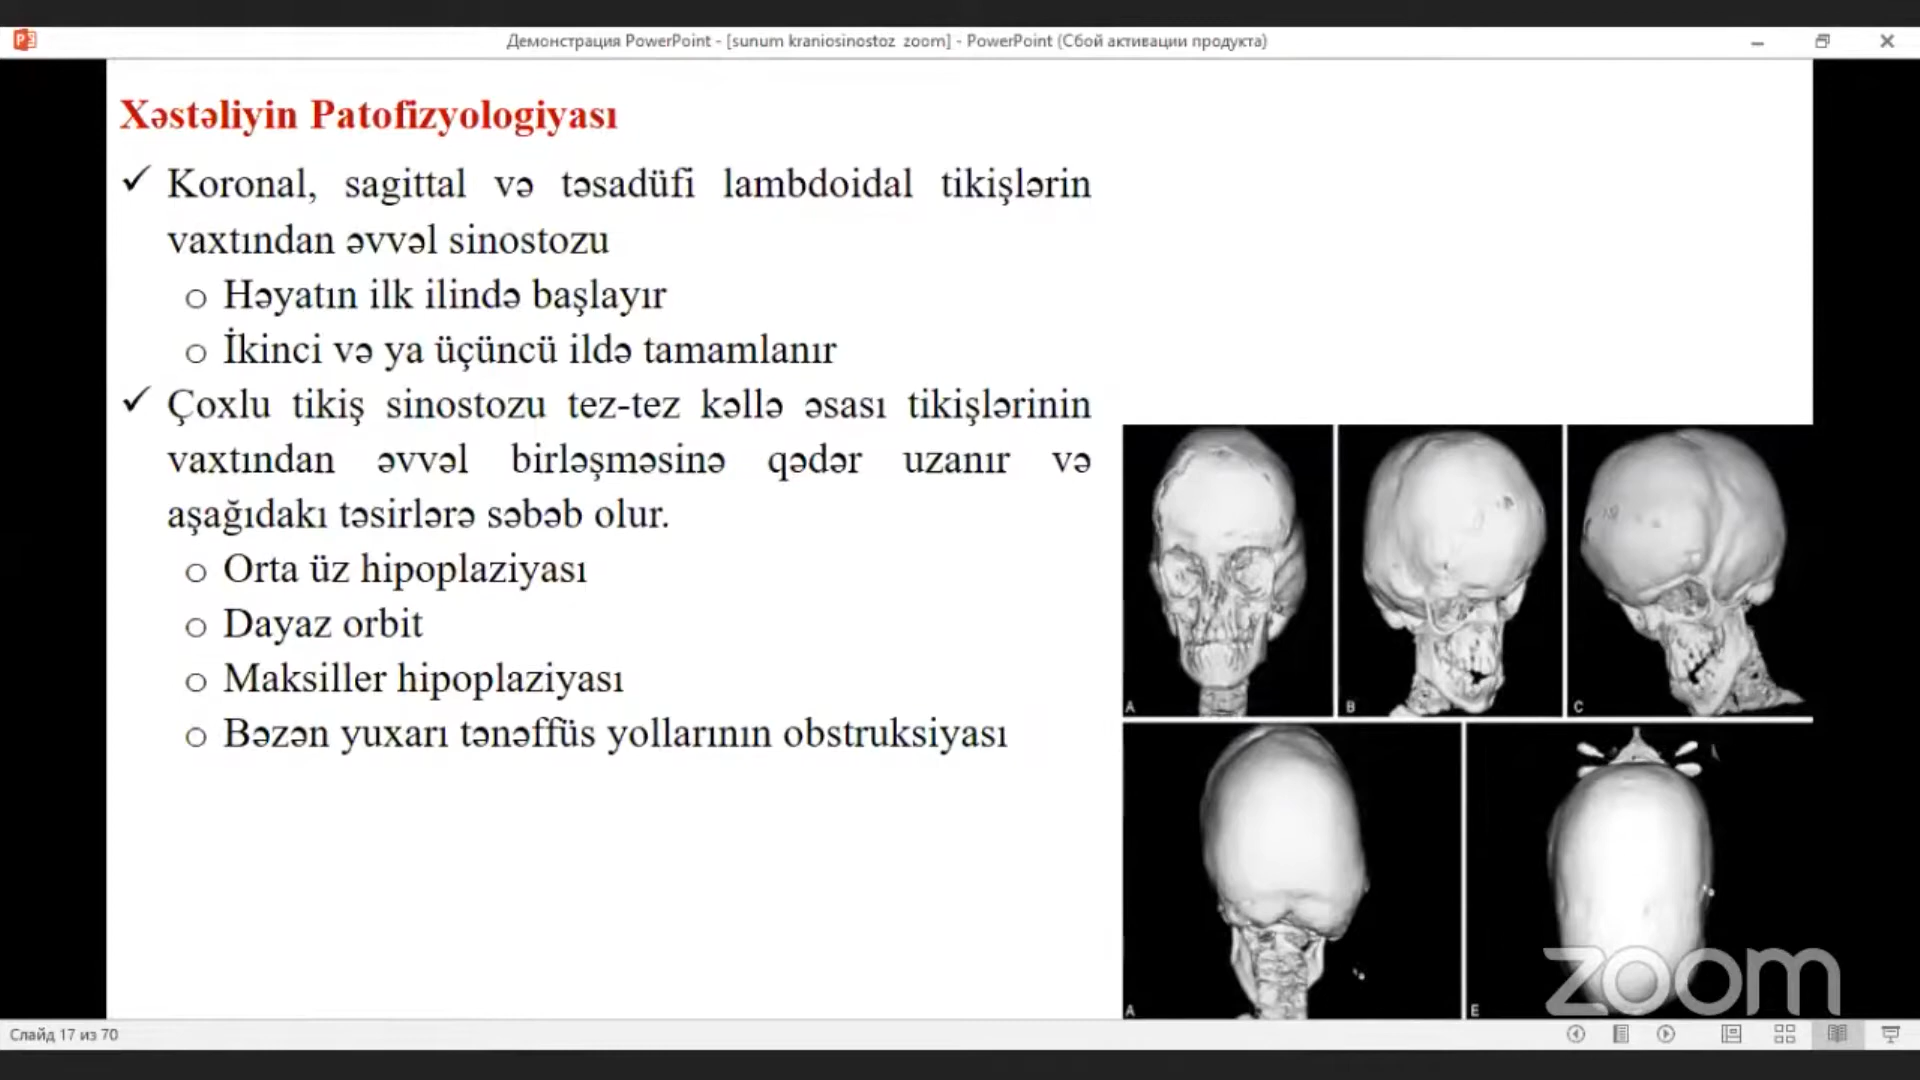 Демонстрация PowerPoint - [sunum kraniosinostoz zoom] - PowerPoint (Сбой активации продукта)
Xəstəliyin Patofizyologiyası
✓ Koronal, sagittal və təsadüfi lambdoidal tikişlərin
vaxtından əvvəl sinostozu
o Həyatın ilk ilində başlayır
o İkinci və ya üçüncü ildə tamamlanır
✓ Çoxlu tikiş sinostozu tez-tez kəllə əsası tikişlərinin
vaxtından əvvəl birləşməsinə qədər uzanır və
aşağıdakı təsirlərə səbəb olur.
o Orta üz hipoplaziyası
o Dayaz orbit
o Maksiller hipoplaziyası
o Bəzən yuxarı tənəffüs yollarının obstruksiyası
A
B
C
A
E
zoom
Слайд 17 из 70